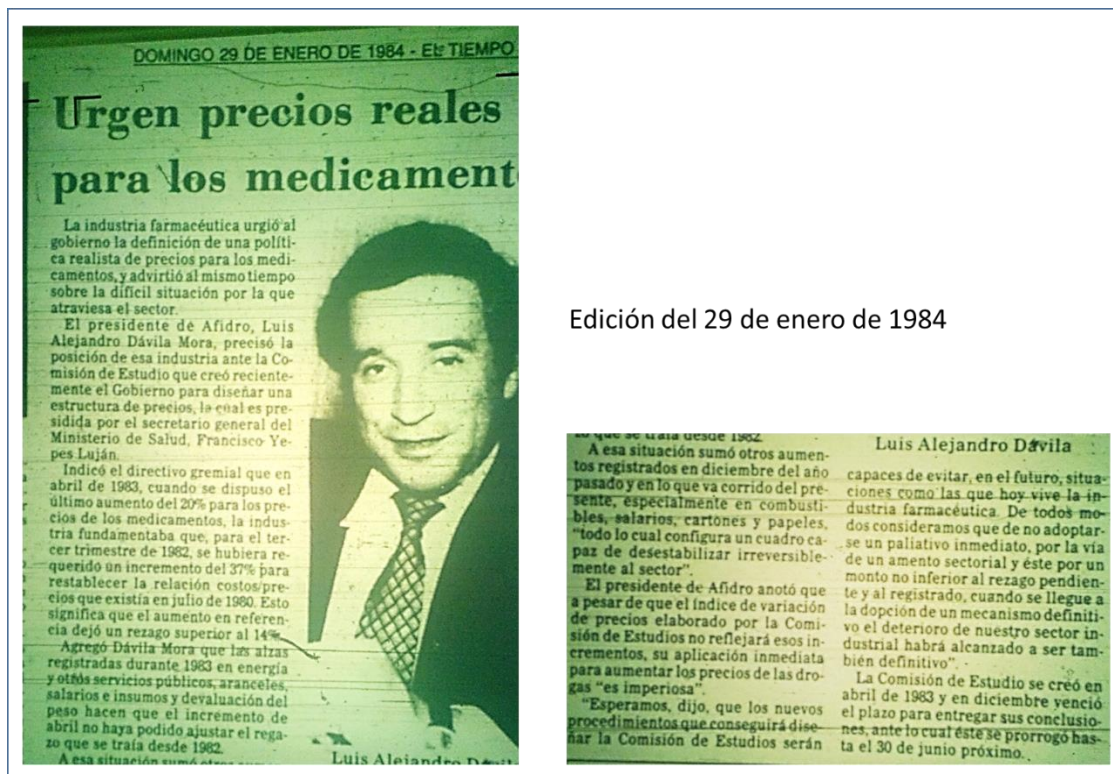 DOMINGO 29 DE ENERO DE 1984 - EL TIEMPO
Urgen precios reales
para los medicament
La industria farmacéutica urgió al
gobierno la definición de una políti-
ca realista de precios para los medi-
camentos, y advirtió al mismo tiempo
sobre la difícil situación por la que
atraviesa el sector.
El presidente de Afidro, Luis
Alejandro Dávila Mora, precisó la
posición de esa industria ante la Co-
misión de Estudio que creó reciente-
mente el Gobierno para diseñar una
estructura de precios, la cual es pre-
sidida por el secretario general del
Ministerio de Salud, Francisco Ye-
pes Luján.
Indicó el directivo gremial que en
abril de 1983, cuando se dispuso el
último aumento del 20% para los pre-
cios de los medicamentos, la indus-
tria fundamentaba que, para el ter-
cer trimestre de 1982, se hubiera re-
querido un incremento del 37% para
restablecer la relación costos/pre-
cios que existía en julio de 1980. Esto
significa que el aumento en referen-
cia dejó un rezago superior al 14%.
Agregó Dávila Mora que las alzas
registradas durante 1983 en energía
y otros servicios públicos, aranceles,
salarios e insumos y devaluación del
peso hacen que el incremento de
abril no haya podido ajustar el rega-
zo que se traía desde 1982.
A esa situación sumó otros
Luis Alejandro Dávila
Edición del 29 de enero de 1984
lo que se traía desde 1982.
A esa situación sumó otros aumen-
tos registrados en diciembre del año
pasado y en lo que va corrido del pre-
sente, especialmente en combusti-
bles, salarios, cartones y papeles,
"todo lo cual configura un cuadro ca-
paz de desestabilizar irreversible-
mente al sector".
El presidente de Afidro anotó que
a pesar de que el índice de variación
de precios elaborado por la Comi-
sión de Estudios no reflejará esos in-
crementos, su aplicación inmediata
para aumentar los precios de las dro-
gas "es imperiosa".
"Esperamos, dijo, que los nuevos
procedimientos que conseguirá dise-
ñar la Comisión de Estudios serán
Luis Alejandro Dávila
capaces de evitar, en el futuro, situa-
ciones como las que hoy vive la in-
dustria farmacéutica. De todos mo-
dos consideramos que de no adoptar-
se un paliativo inmediato, por la vía
de un amento sectorial y éste por un
monto no inferior al rezago pendien-
te y al registrado, cuando se llegue a
la dopción de un mecanismo definiti-
vo el deterioro de nuestro sector in-
dustrial habrá alcanzado a ser tam-
bién definitivo".
La Comisión de Estudio se creó en
abril de 1983 y en diciembre venció
el plazo para entregar sus conclusio-
nes, ante lo cual éste se prorrogó has-
ta el 30 de junio próximo.